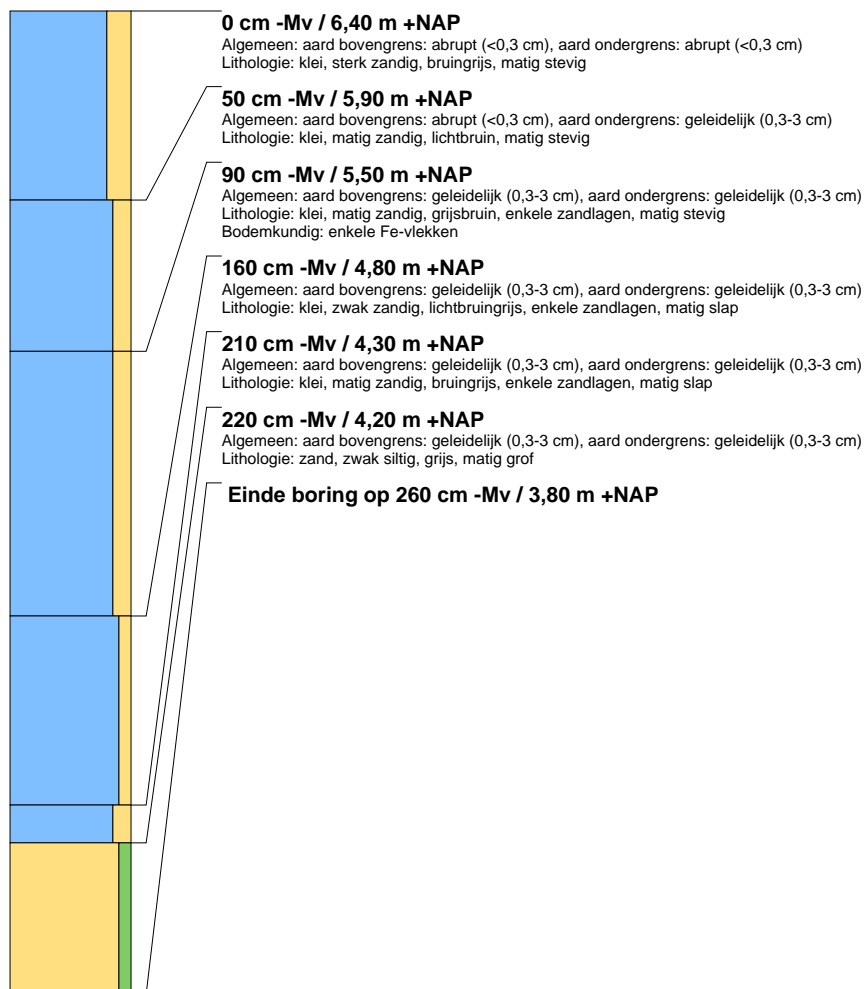 0 cm -Mv / 6,40 m +NAP
Algemeen: aard bovengrens: abrupt (<0,3 cm), aard ondergrens: abrupt (<0,3 cm)
Lithologie: klei, sterk zandig, bruingrijs, matig stevig
50 cm -Mv / 5,90 m +NAP
Algemeen: aard bovengrens: abrupt (<0,3 cm), aard ondergrens: geleidelijk (0,3-3 cm)
Lithologie: klei, matig zandig, lichtbruin, matig stevig
90 cm -Mv / 5,50 m +NAP
Algemeen: aard bovengrens: geleidelijk (0,3-3 cm), aard ondergrens: geleidelijk (0,3-3 cm)
Lithologie: klei, matig zandig, grijsbruin, enkele zandlagen, matig stevig
Bodemkundig: enkele Fe-vlekken
160 cm -Mv / 4,80 m +NAP
Algemeen: aard bovengrens: geleidelijk (0,3-3 cm), aard ondergrens: geleidelijk (0,3-3 cm)
Lithologie: klei, zwak zandig, lichtbruingrijs, enkele zandlagen, matig slap
210 cm -Mv / 4,30 m +NAP
Algemeen: aard bovengrens: geleidelijk (0,3-3 cm), aard ondergrens: geleidelijk (0,3-3 cm)
Lithologie: klei, matig zandig, bruingrijs, enkele zandlagen, matig slap
220 cm -Mv / 4,20 m +NAP
Algemeen: aard bovengrens: geleidelijk (0,3-3 cm), aard ondergrens: geleidelijk (0,3-3 cm)
Lithologie: zand, zwak siltig, grijs, matig grof
Einde boring op 260 cm -Mv / 3,80 m +NAP